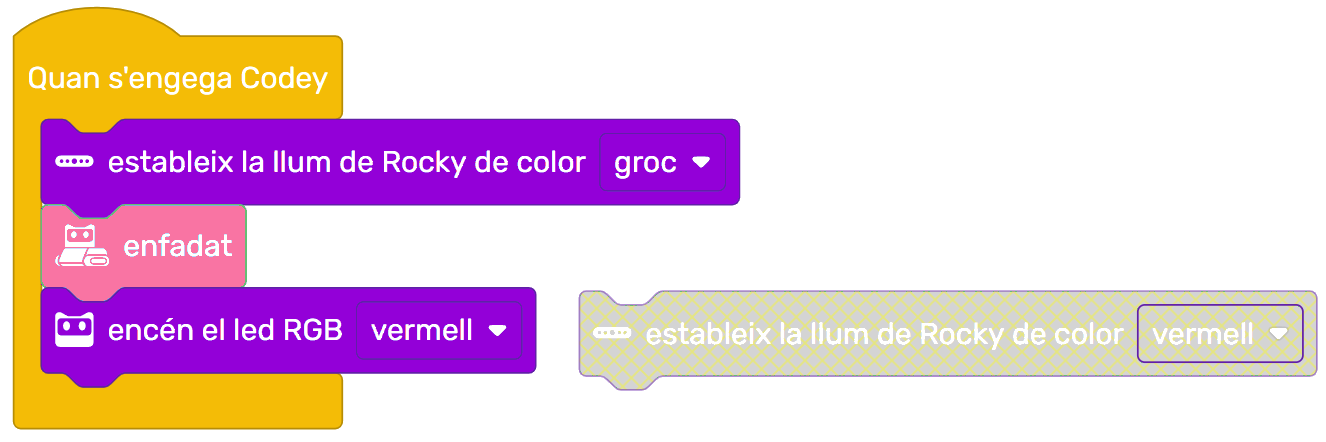 Quan s'engega Codey
estableix la llum de Rocky de color groc
enfadat
encén el led RGB vermell
estableix la llum de Rocky de color vermell